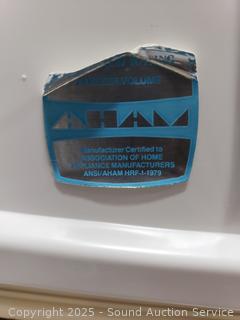 VOLUME
AHAM
Manufacturer Certified to
ASSOCIATION OF HOME
APPLIANCE MANUFACTURERS
ANSI/AHAM HRF-1-1979
Copyright 2025 - Sound Auction Service